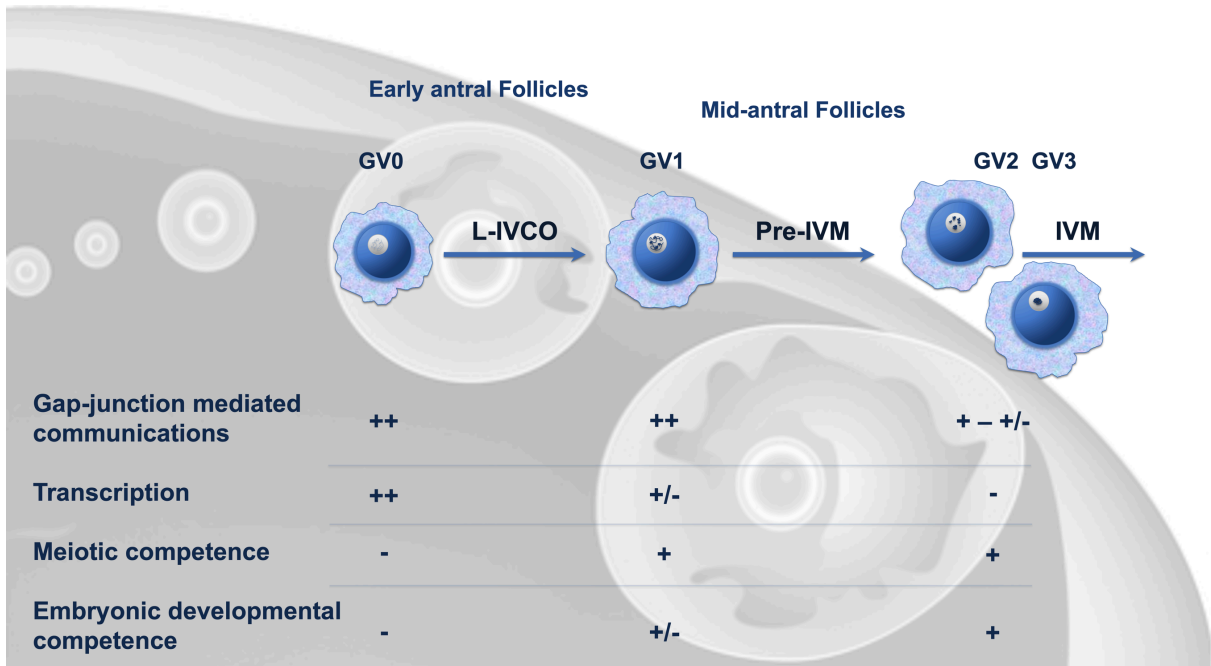 Early antral Follicles
Mid-antral Follicles
GV0
GV1
GV2 GV3
L-IVCO
Pre-IVM
IVM
Gap-junction mediated
communications
++
++
+ – +/-
Transcription
++
+/-
-
Meiotic competence
-
+
+
Embryonic developmental
competence
-
+/-
+